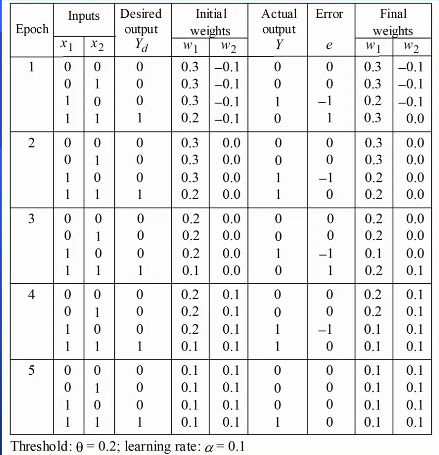 Epoch Inputs Desired output Initial weights Actual output Error Final weights
x1 x2 Yd w1 w2 Y e w1 w2
1 0 0 0 0.3 –0.1 0 0 0.3 –0.1
0 1 0 0.3 –0.1 0 0 0.3 –0.1
1 0 0 0.3 –0.1 1 –1 0.2 –0.1
1 1 1 0.2 –0.1 0 1 0.3 0.0
2 0 0 0 0.3 0.0 0 0 0.3 0.0
0 1 0 0.3 0.0 0 0 0.3 0.0
1 0 0 0.3 0.0 1 –1 0.2 0.0
1 1 1 0.2 0.0 1 0 0.2 0.0
3 0 0 0 0.2 0.0 0 0 0.2 0.0
0 1 0 0.2 0.0 0 0 0.2 0.0
1 0 0 0.2 0.0 1 –1 0.1 0.0
1 1 1 0.1 0.0 0 1 0.2 0.1
4 0 0 0 0.2 0.1 0 0 0.2 0.1
0 1 0 0.2 0.1 0 0 0.2 0.1
1 0 0 0.2 0.1 1 –1 0.1 0.1
1 1 1 0.1 0.1 1 0 0.1 0.1
5 0 0 0 0.1 0.1 0 0 0.1 0.1
0 1 0 0.1 0.1 0 0 0.1 0.1
1 0 0 0.1 0.1 0 0 0.1 0.1
1 1 1 0.1 0.1 1 0 0.1 0.1
Threshold: θ = 0.2; learning rate: α = 0.1